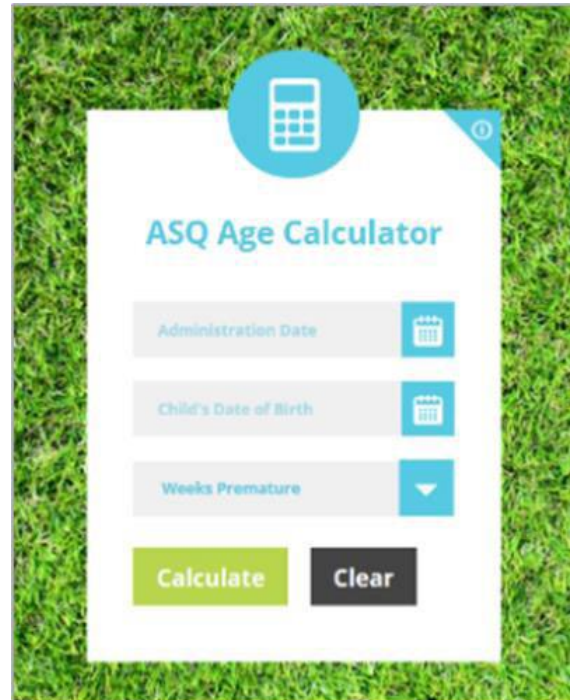 ASQ Age Calculator
Administration Date
Child's Date of Birth
Weeks Premature
Calculate
Clear